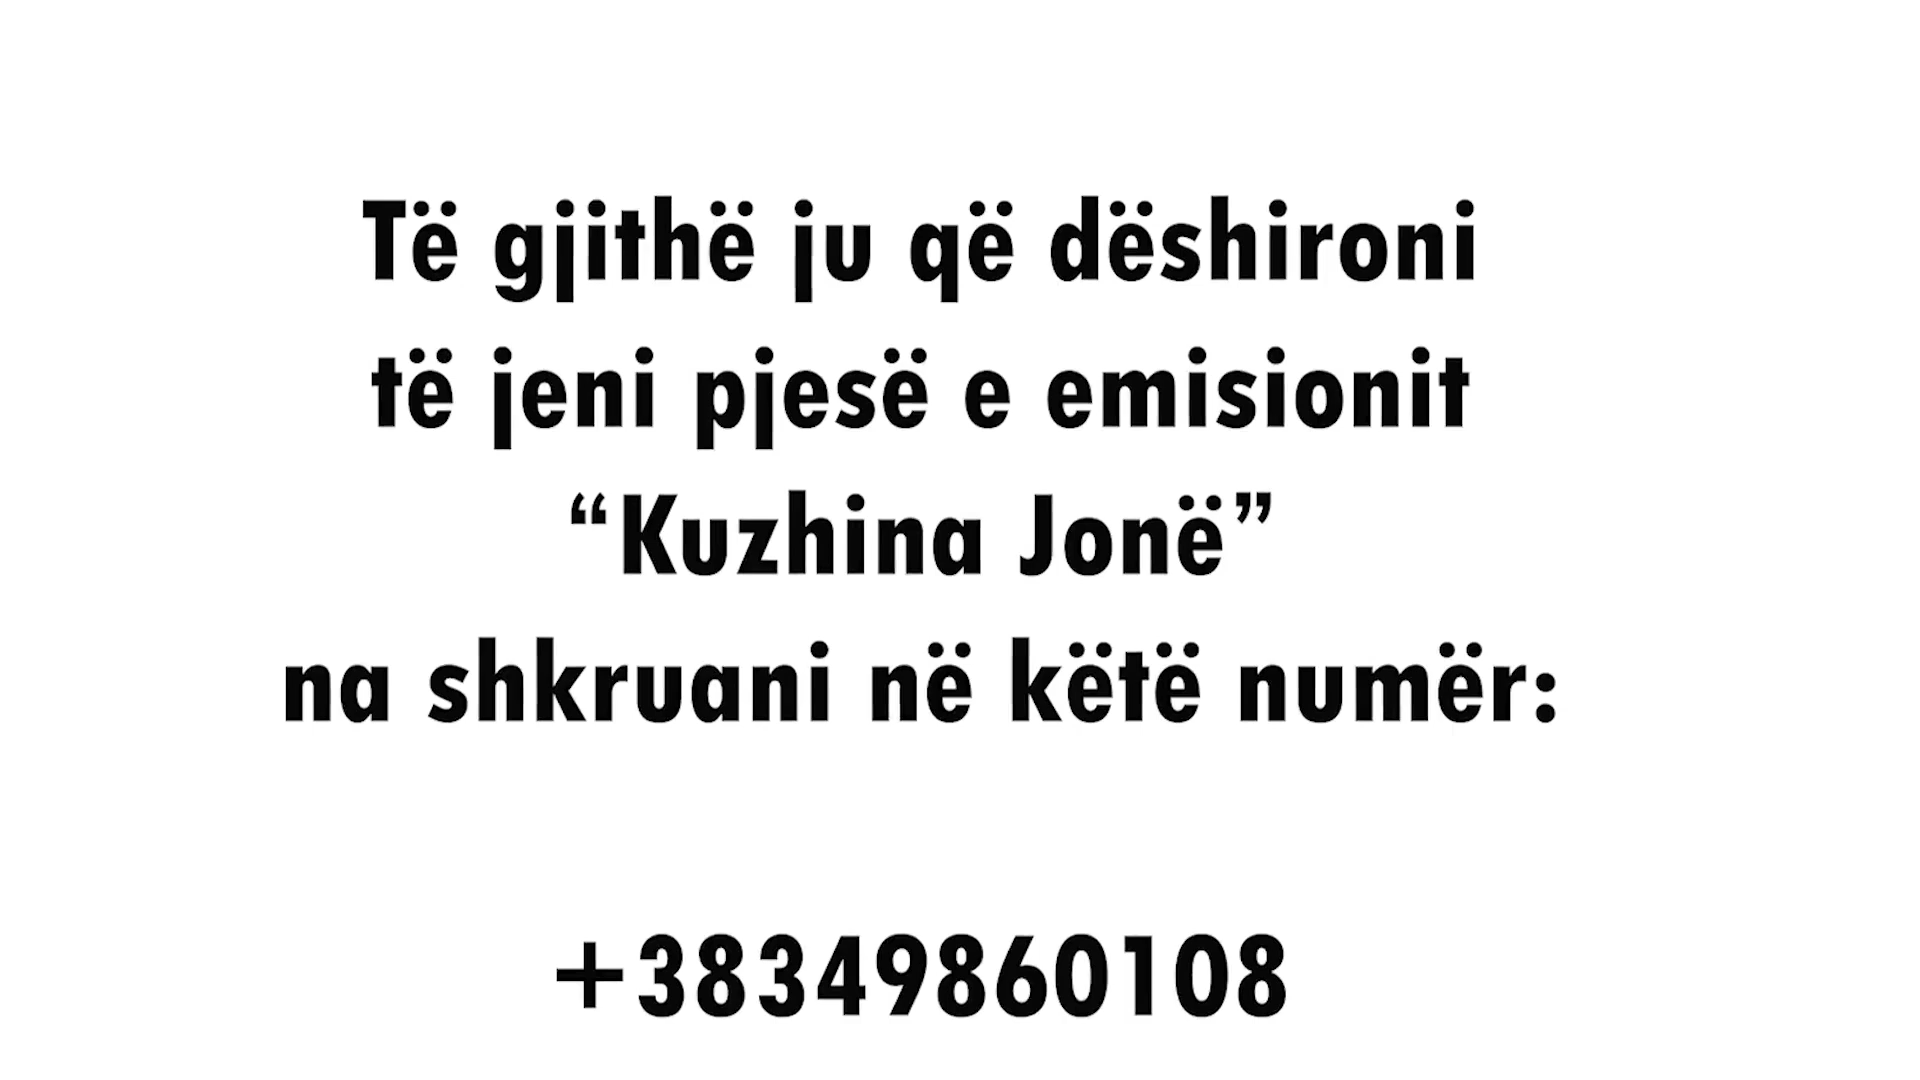 Të gjithë ju që dëshironi
të jeni pjesë e emisionit
“Kuzhina Jonë”
na shkruani në këtë numër:
+38349860108